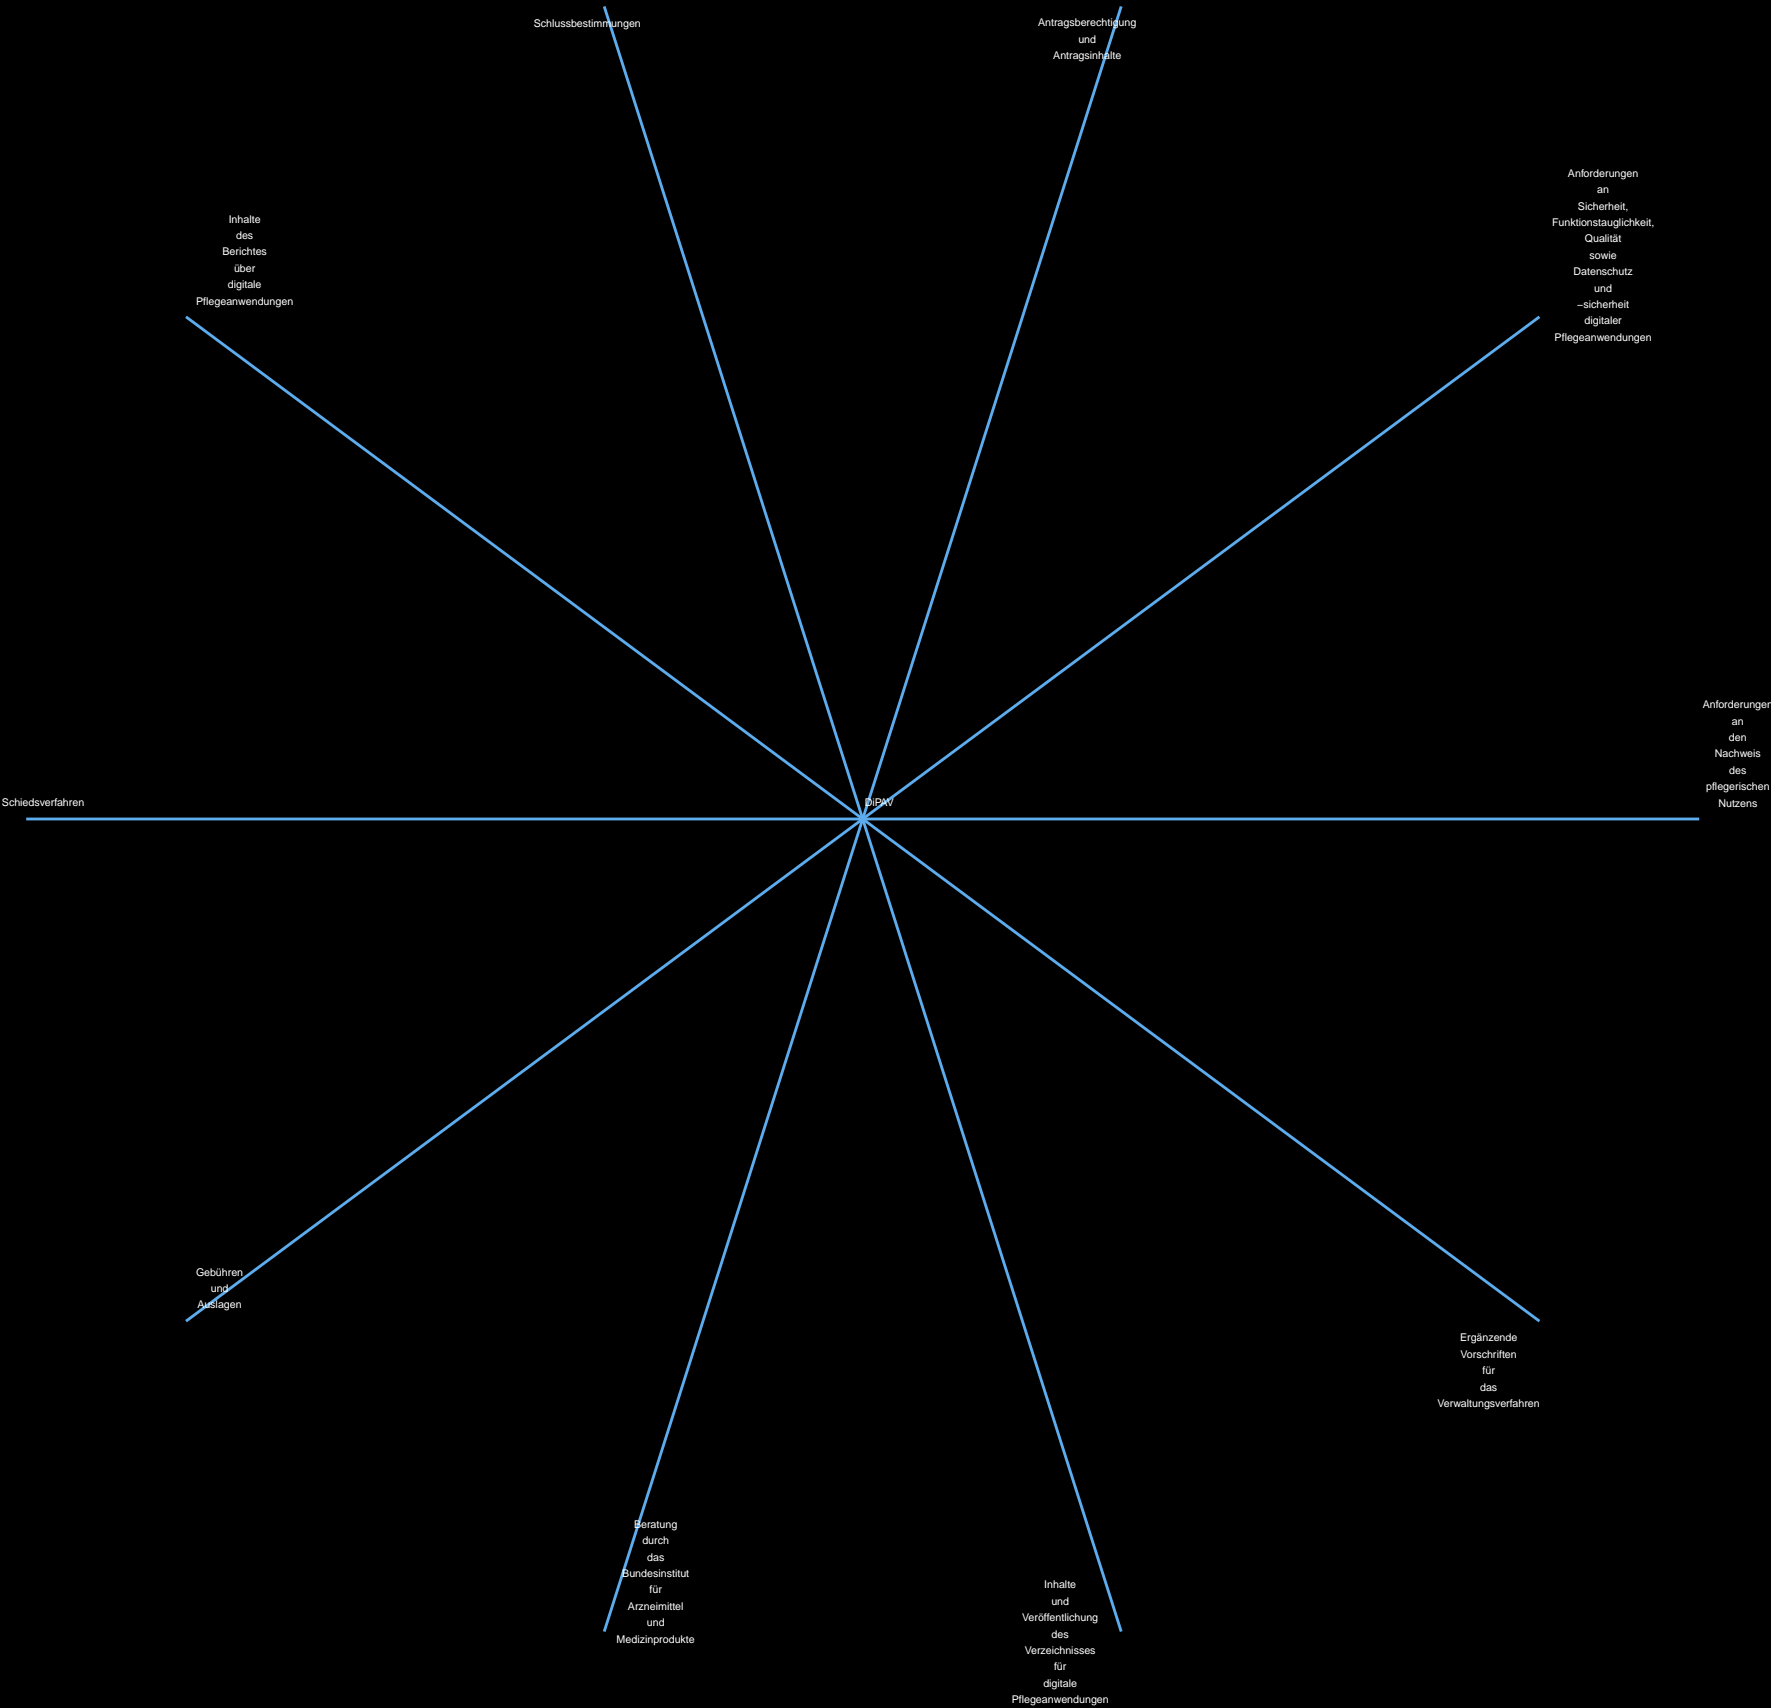 Schlussbestimmungen
Antragsberechtigung
und
Antragsinhalte
Anforderungen
an
Sicherheit,
Funktionstauglichkeit,
Qualität
sowie
Datenschutz
und
–sicherheit
digitaler
Pflegeanwendungen
Inhalte
des
Berichtes
über
digitale
Pflegeanwendungen
Anforderungen
an
den
Nachweis
des
pflegerischen
Nutzens
Schiedsverfahren
DiPAV
Gebühren
und
Auslagen
Ergänzende
Vorschriften
für
das
Verwaltungsverfahren
Beratung
durch
das
Bundesinstitut
für
Arzneimittel
und
Medizinprodukte
Inhalte
und
Veröffentlichung
des
Verzeichnisses
für
digitale
Pflegeanwendungen